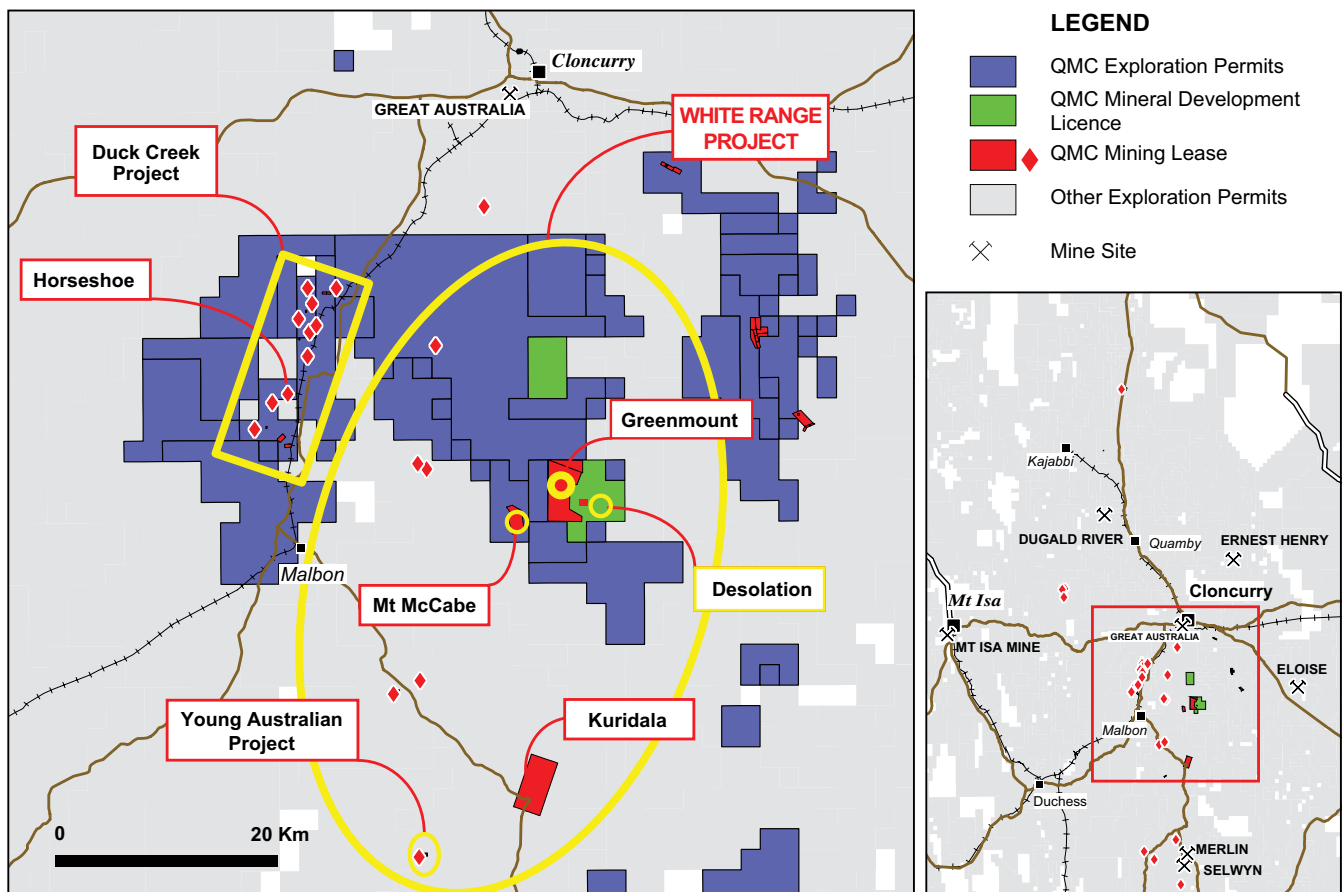 Cloncurry
GREAT AUSTRALIA
WHITE RANGE
PROJECT
Duck Creek
Project
Horseshoe
Greenmount
Malbon
Mt McCabe
Desolation
Young Australian
Project
Kuridala
0 20 Km
LEGEND
QMC Exploration Permits
QMC Mineral Development
Licence
QMC Mining Lease
Other Exploration Permits
Mine Site
Kajabbi
DUGALD RIVER
Quamby
ERNEST HENRY
Mt Isa
Cloncurry
GREAT AUSTRALIA
MT ISA MINE
ELOISE
Malbon
Duchess
MERLIN
SELWYN